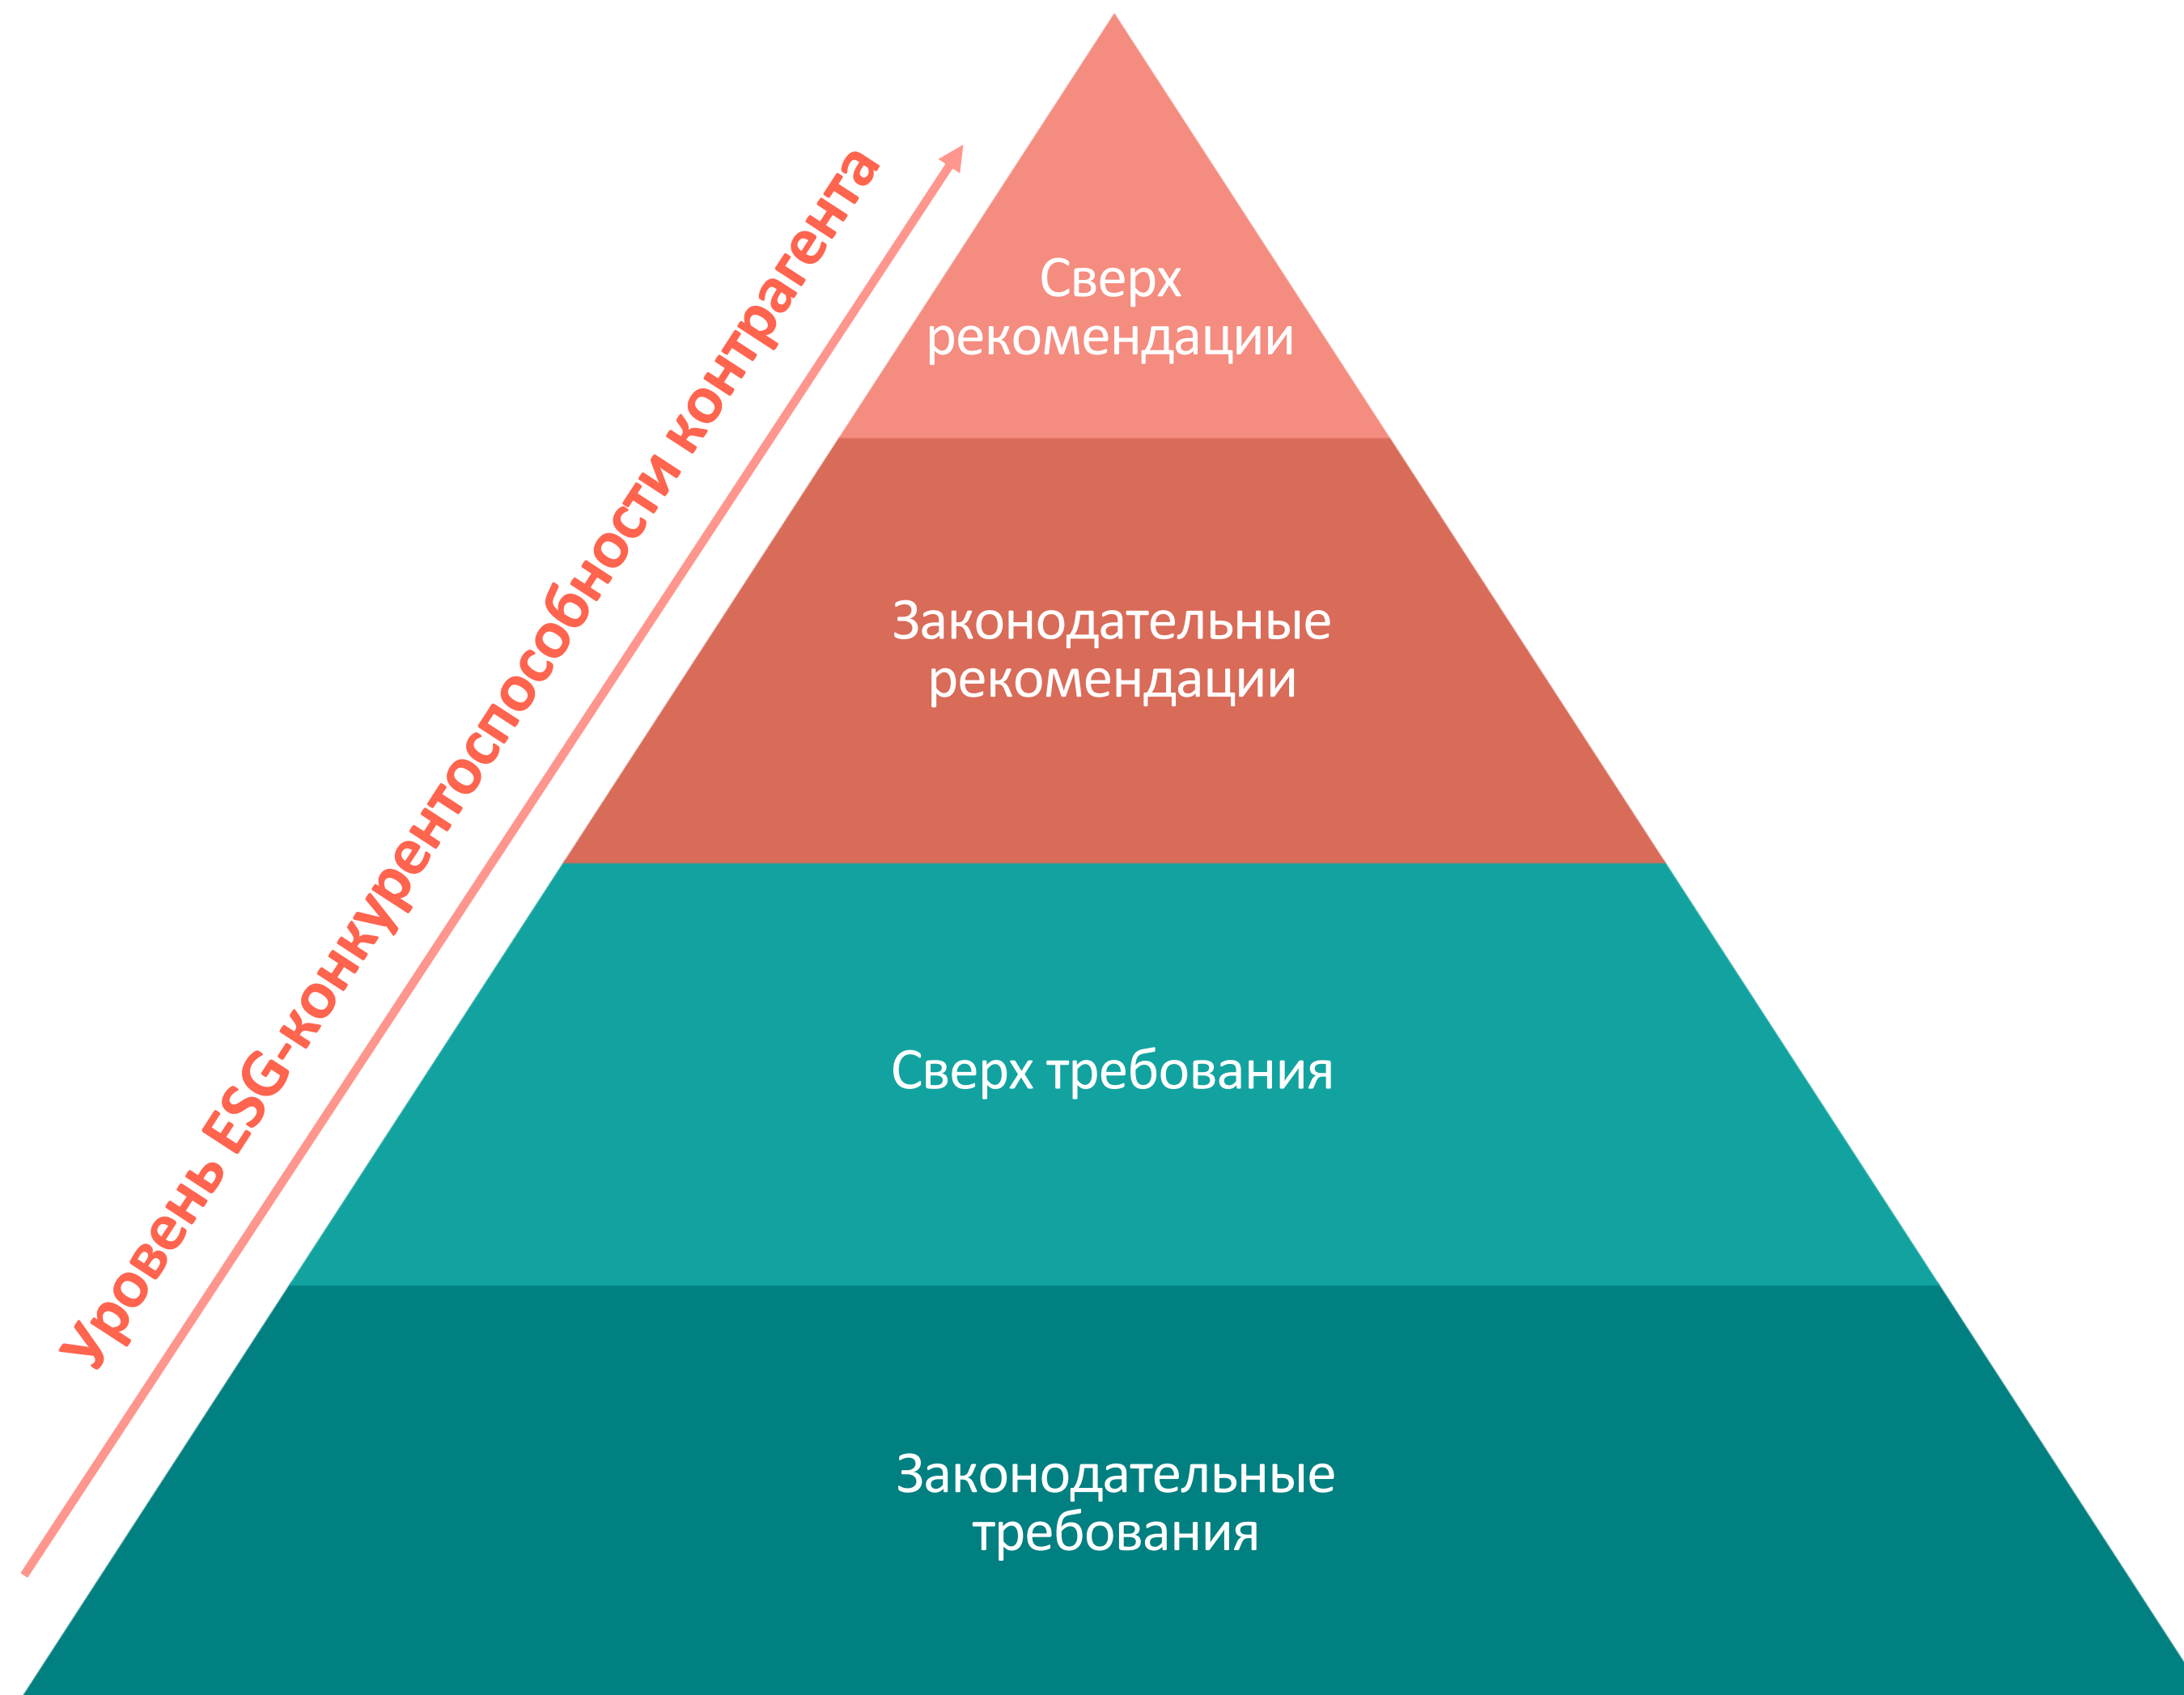 Уровень ESG-конкурентоспособности контрагента
Сверх
рекомендации
Законодательные
рекомендации
Сверх требования
Законодательные
требования